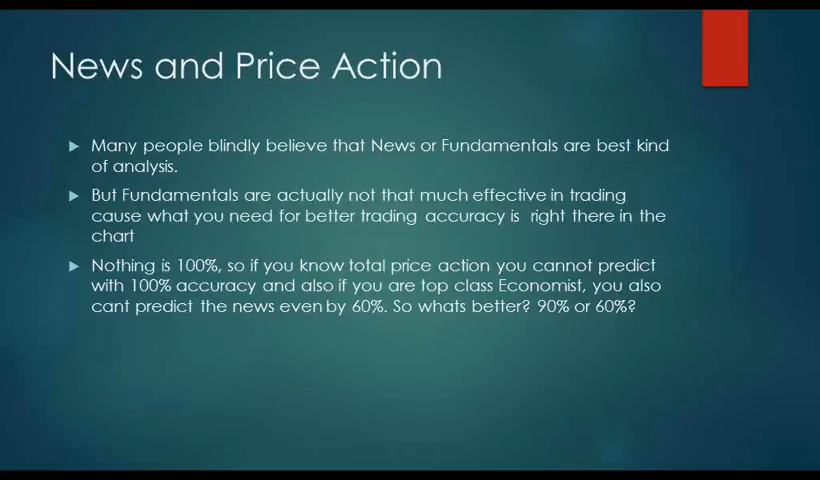 News and Price Action
Many people blindly believe that News or Fundamentals are best kind
of analysis.
But Fundamentals are actually not that much effective in trading
cause what you need for better trading accuracy is right there in the
chart
Nothing is 100%, so if you know total price action you cannot predict
with 100% accuracy and also if you are top class Economist, you also
cant predict the news even by 60%. So whats better? 90% or 60%?